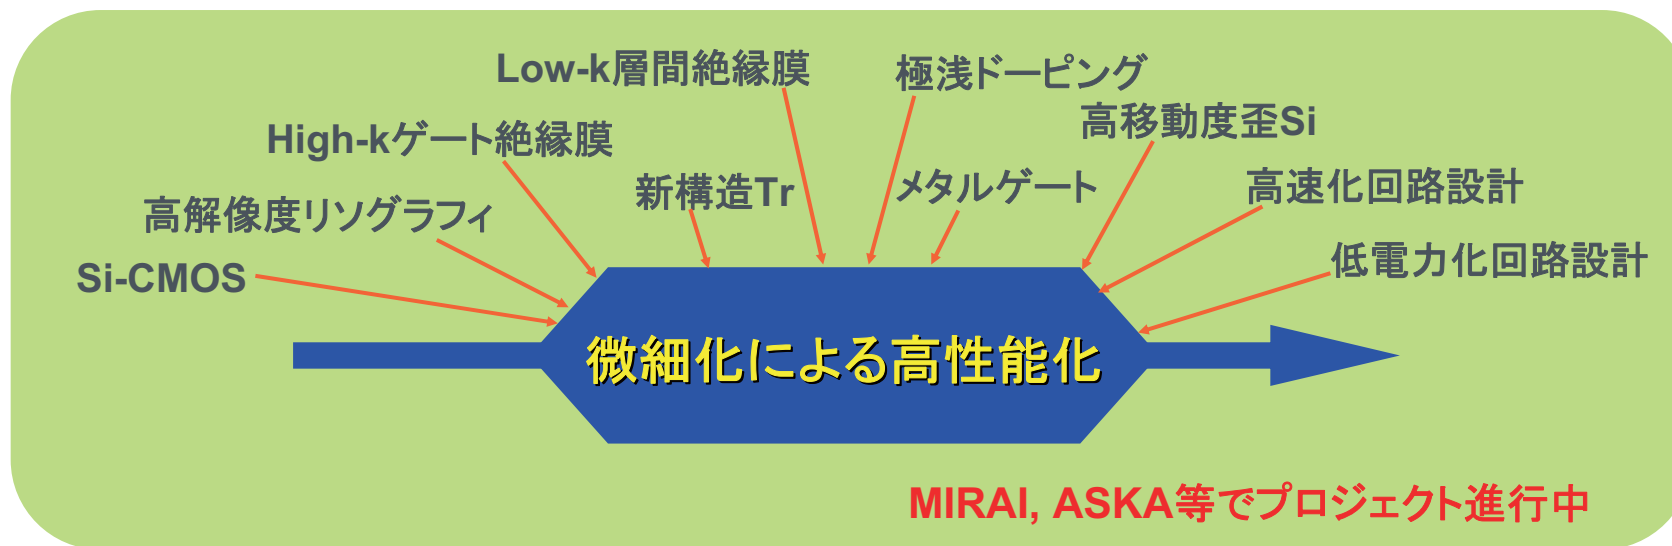 Low-k層間絶縁膜
極浅ドーピング
高移動度歪Si
High-kゲート絶縁膜
新構造Tr
メタルゲート
高速化回路設計
高解像度リソグラフィ
Si-CMOS
低電力化回路設計
微細化による高性能化
MIRAI, ASKA等でプロジェクト進行中